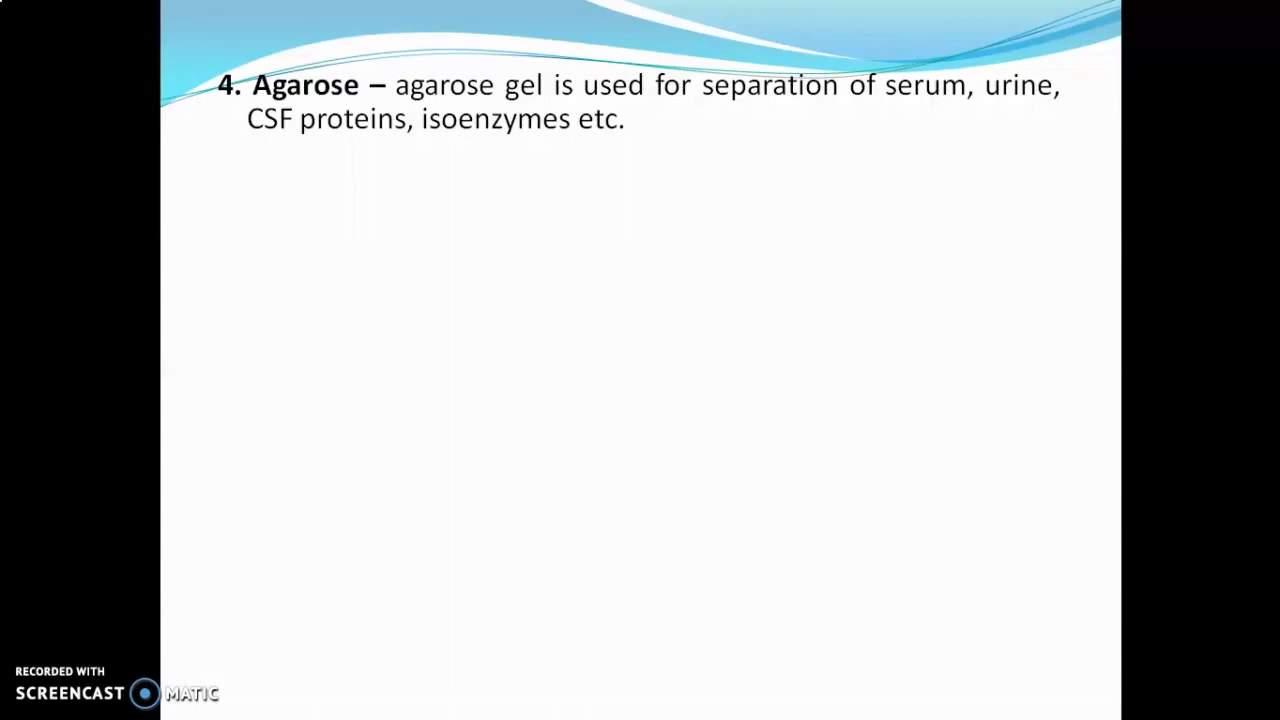 4. Agarose – agarose gel is used for separation of serum, urine,
CSF proteins, isoenzymes etc.
RECORDED WITH
SCREENCAST MATIC